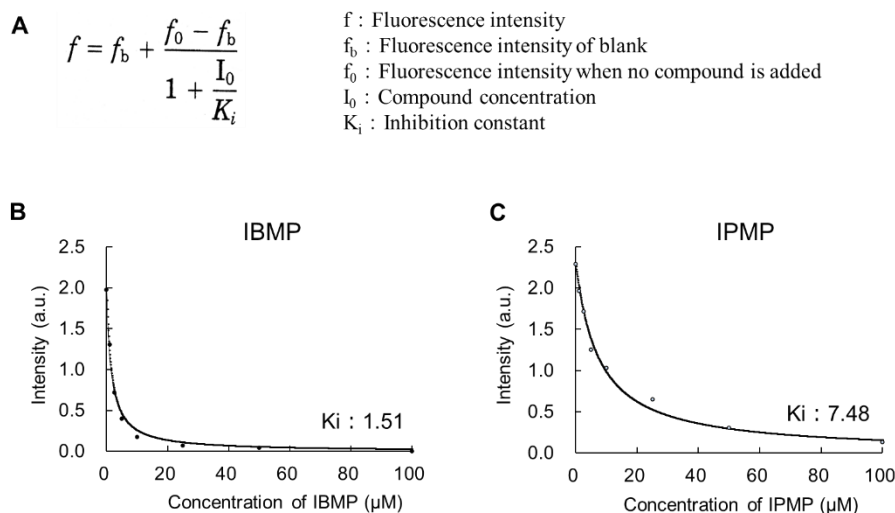 A
f = f_b + (f_0 − f_b) / (1 + I_0 / K_i)
f : Fluorescence intensity
f_b : Fluorescence intensity of blank
f_0 : Fluorescence intensity when no compound is added
I_0 : Compound concentration
K_i : Inhibition constant
B
IBMP
Intensity (a.u.)
2.5
2.0
1.5
1.0
0.5
0.0
Ki : 1.51
0 20 40 60 80 100
Concentration of IBMP (µM)
C
IPMP
Intensity (a.u.)
2.5
2.0
1.5
1.0
0.5
0.0
Ki : 7.48
0 20 40 60 80 100
Concentration of IPMP (µM)